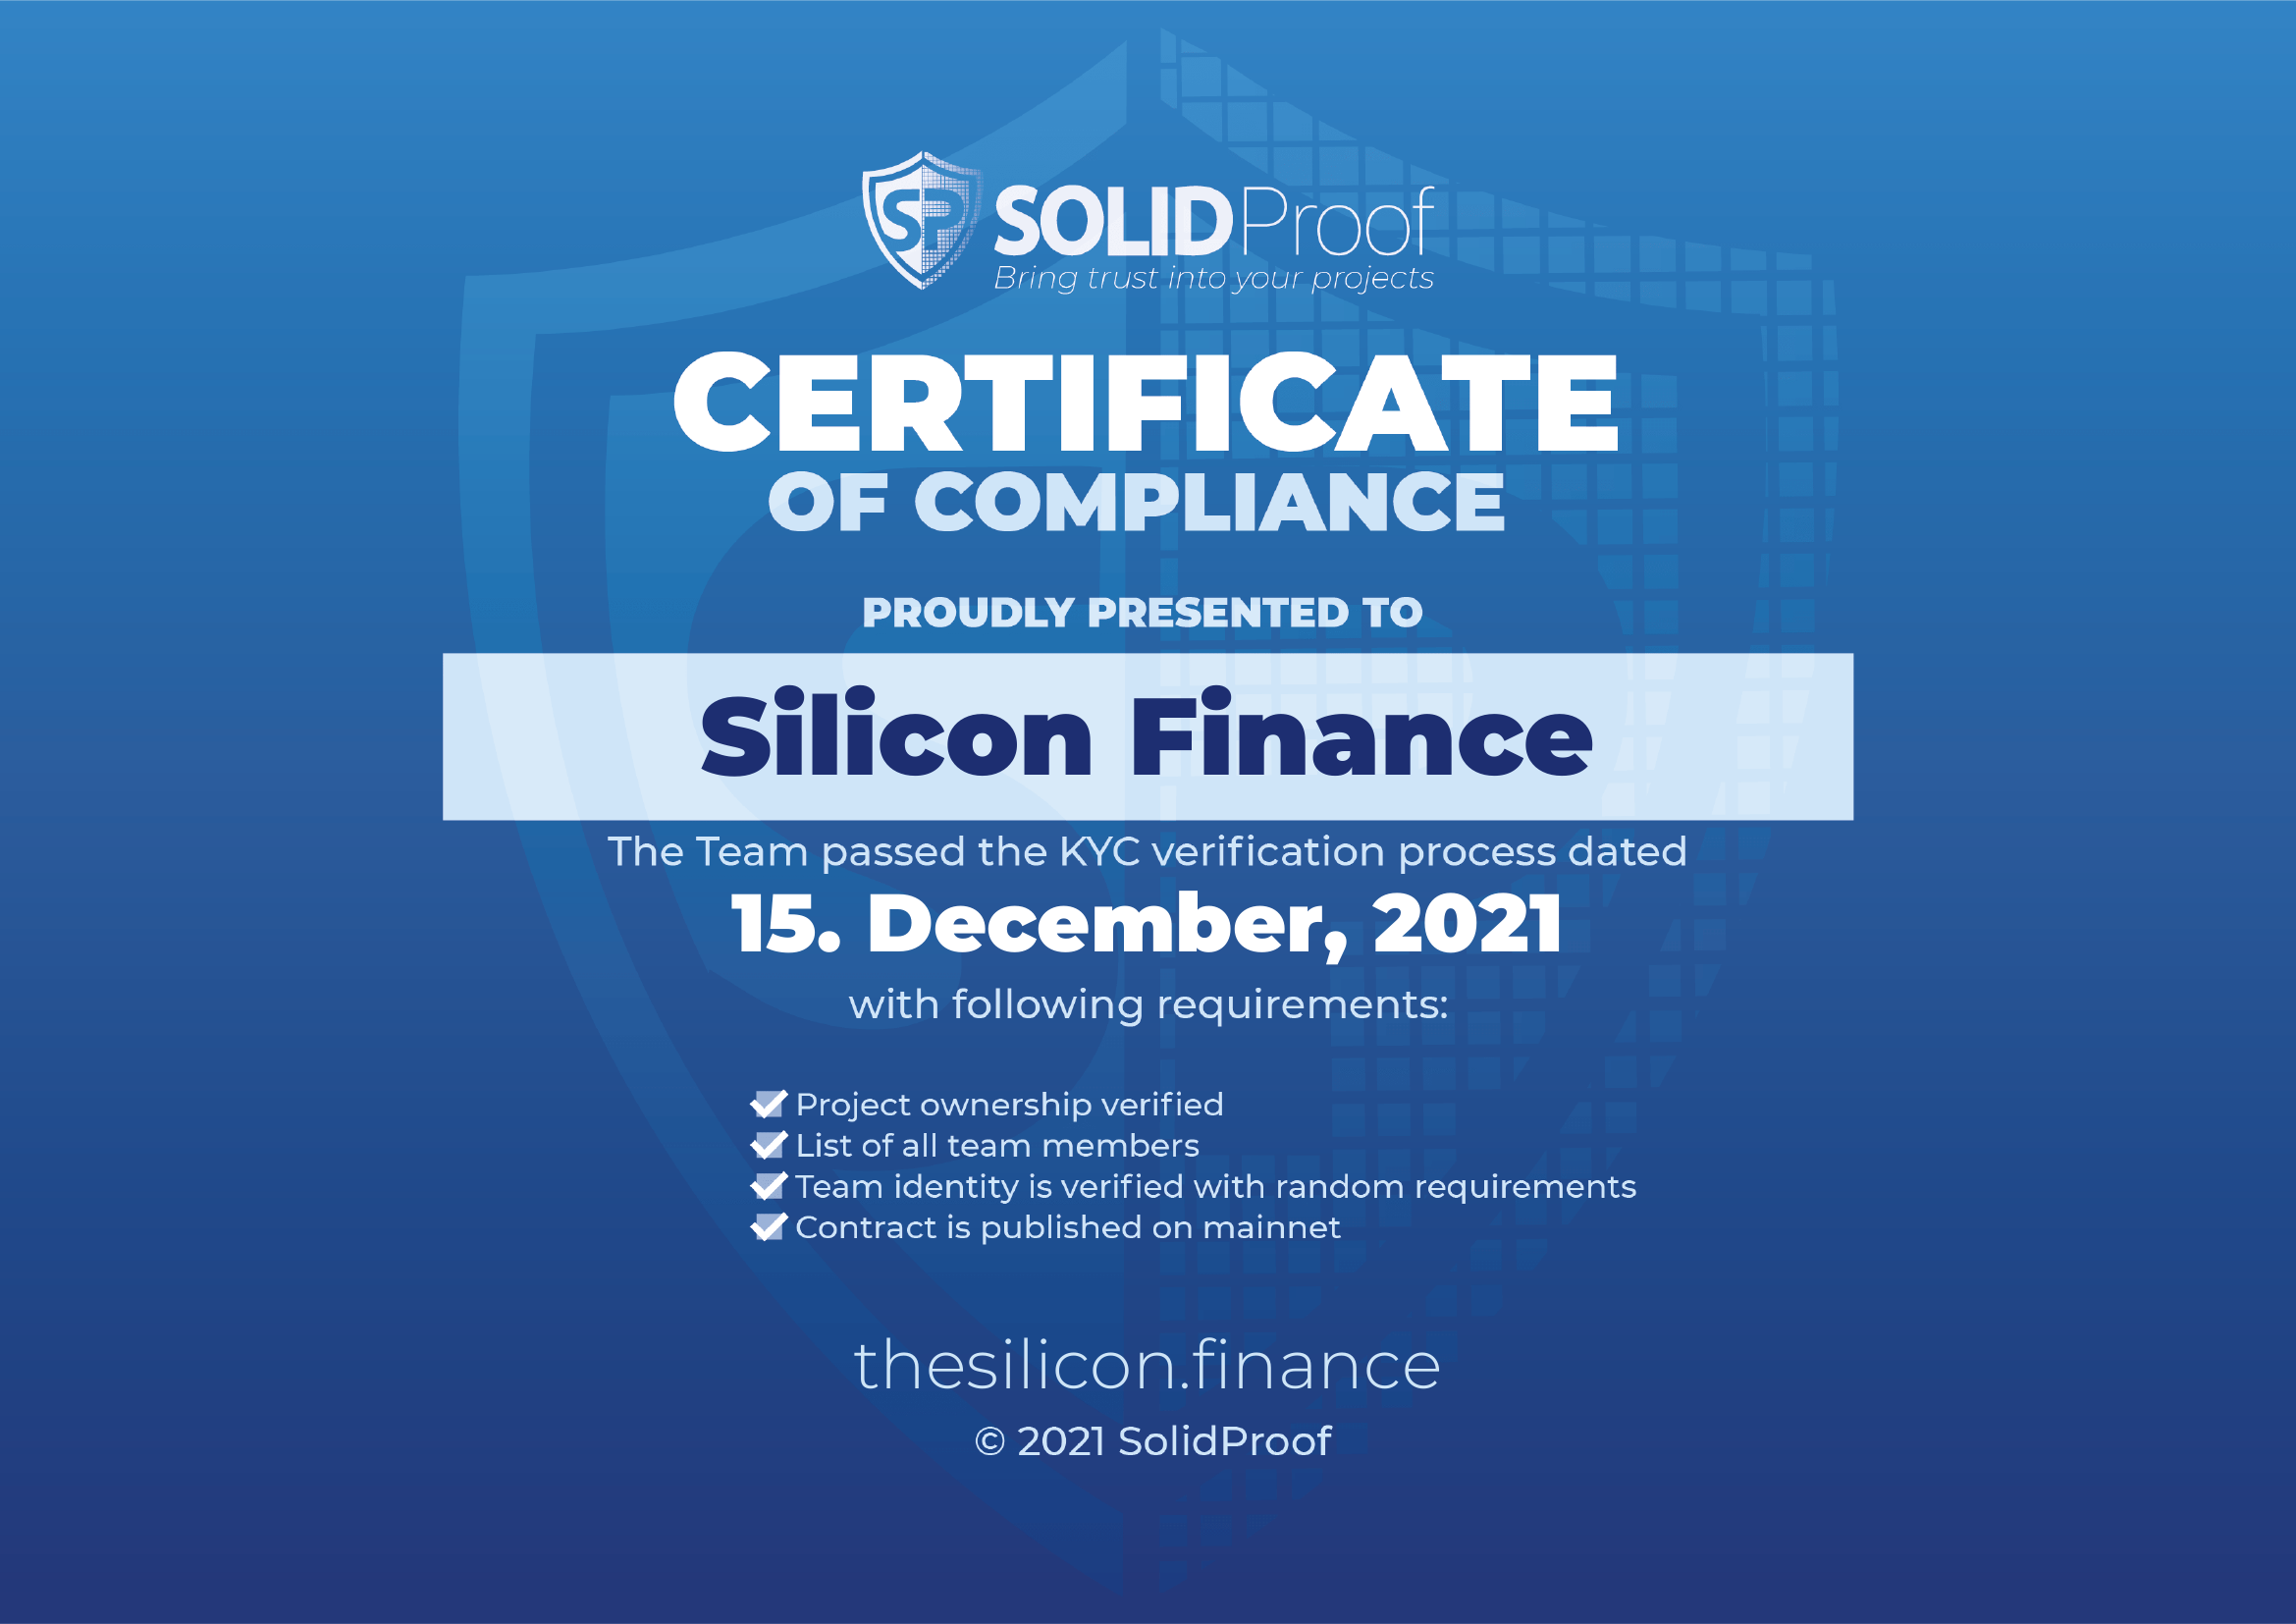 SP SOLIDProof
Bring trust into your projects
CERTIFICATE
OF COMPLIANCE
PROUDLY PRESENTED TO
Silicon Finance
The Team passed the KYC verification process dated
15. December, 2021
with following requirements:
Project ownership verified
List of all team members
Team identity is verified with random requirements
Contract is published on mainnet
thesilicon.finance
© 2021 SolidProof